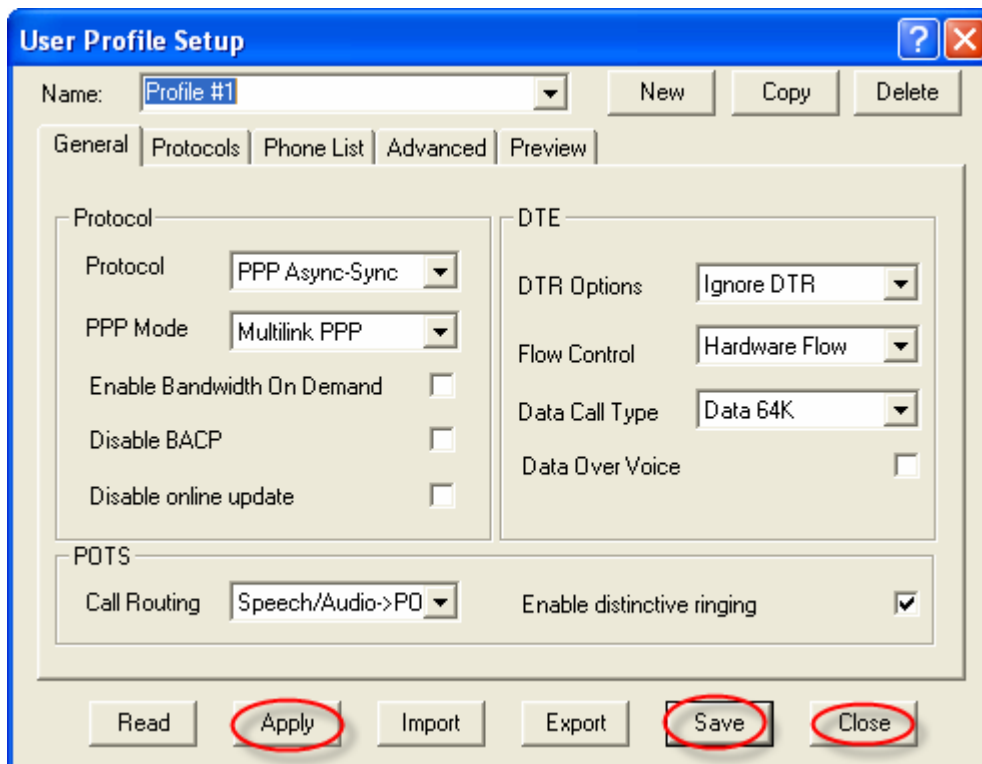 User Profile Setup
Name: Profile #1 New Copy Delete
General Protocols Phone List Advanced Preview
Protocol
Protocol PPP Async-Sync
PPP Mode Multilink PPP
Enable Bandwidth On Demand
Disable BACP
Disable online update
DTE
DTR Options Ignore DTR
Flow Control Hardware Flow
Data Call Type Data 64K
Data Over Voice
POTS
Call Routing Speech/Audio->PO Enable distinctive ringing
Read Apply Import Export Save Close